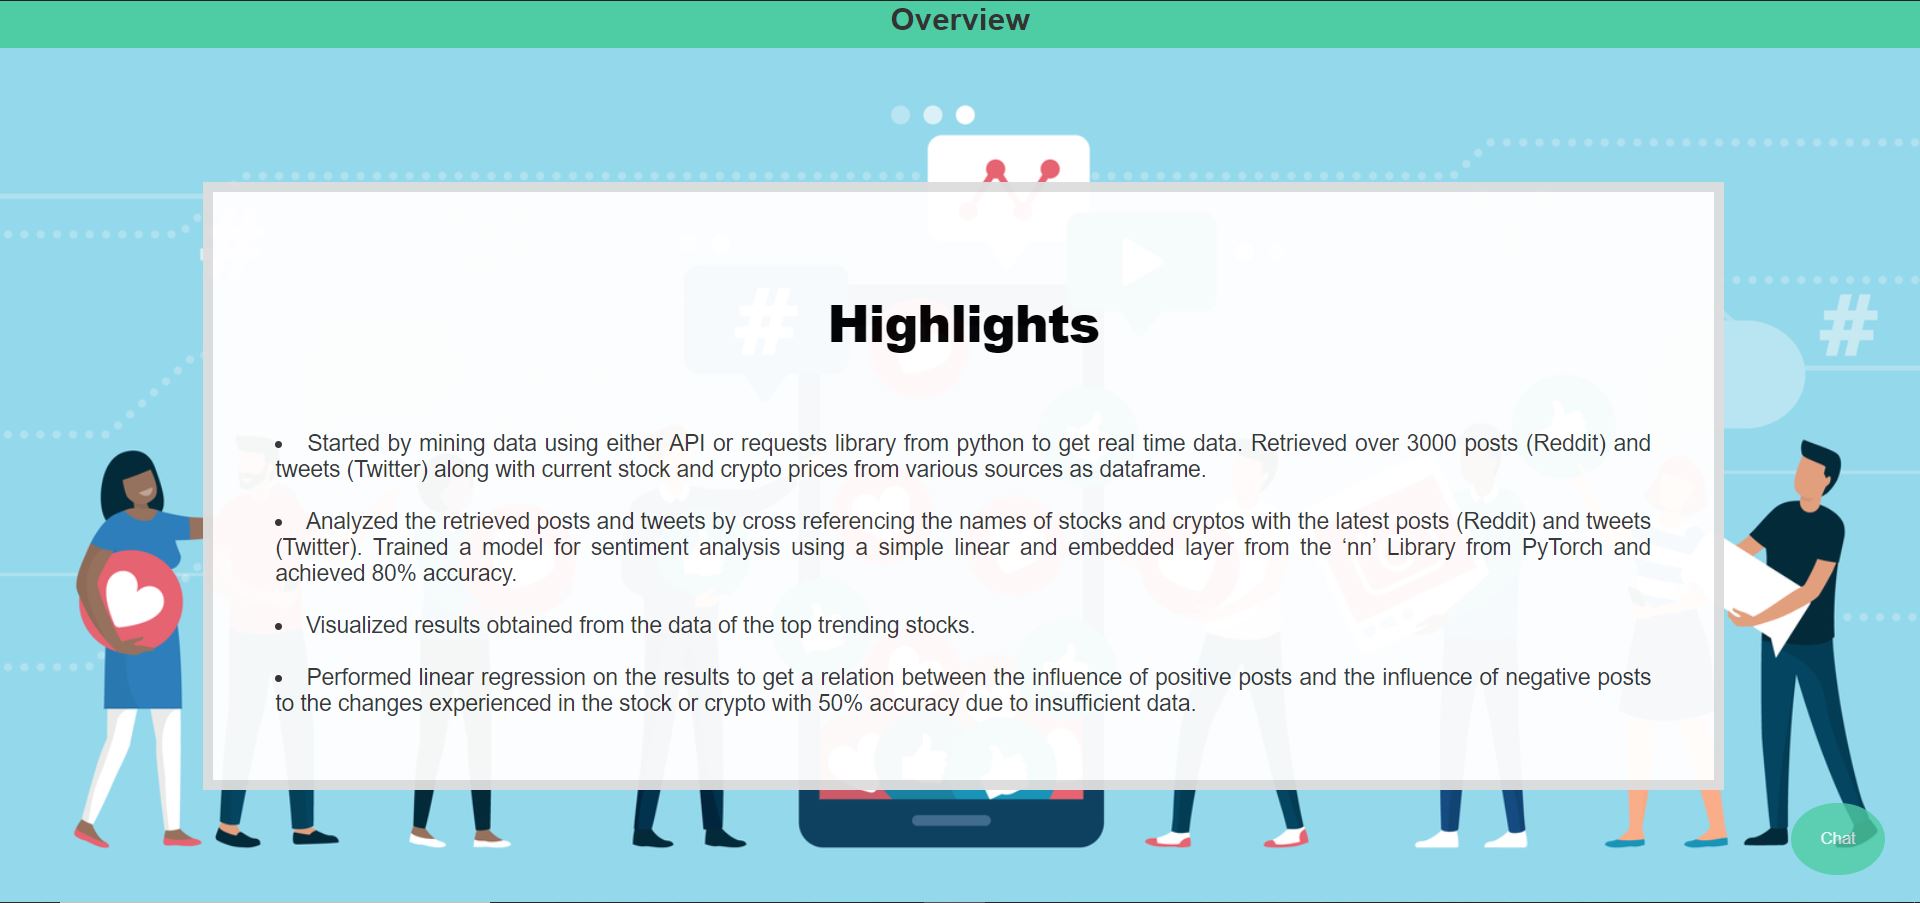 Overview
#
#
Highlights
• Started by mining data using either API or requests library from python to get real time data. Retrieved over 3000 posts (Reddit) and
tweets (Twitter) along with current stock and crypto prices from various sources as dataframe.
• Analyzed the retrieved posts and tweets by cross referencing the names of stocks and cryptos with the latest posts (Reddit) and tweets
(Twitter). Trained a model for sentiment analysis using a simple linear and embedded layer from the ‘nn’ Library from PyTorch and
achieved 80% accuracy.
• Visualized results obtained from the data of the top trending stocks.
• Performed linear regression on the results to get a relation between the influence of positive posts and the influence of negative posts
to the changes experienced in the stock or crypto with 50% accuracy due to insufficient data.
Chat